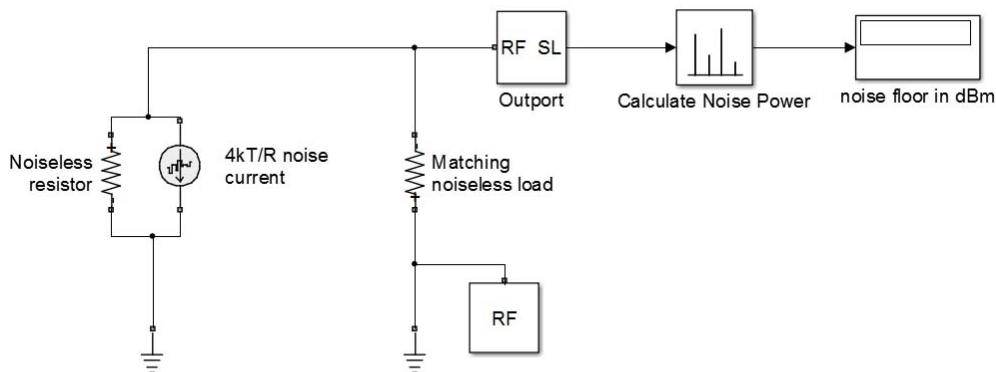 RF SL
Outport
Calculate Noise Power
noise floor in dBm
Noiseless
resistor
4kT/R noise
current
Matching
noiseless load
RF